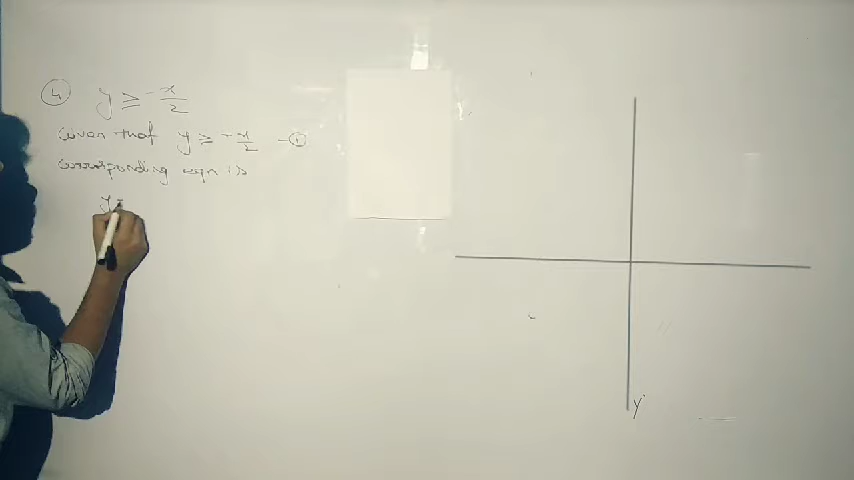 ④ y ≥ -x/2
Given that y ≥ -x/2 -①
corresponding eqn is
y=
y'